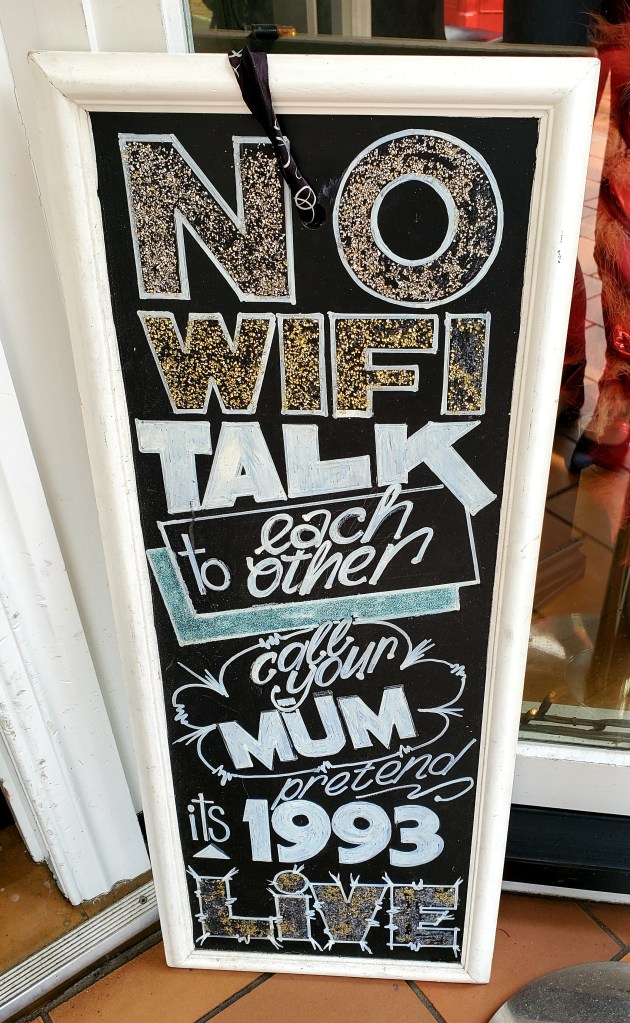 NO
WIFI
TALK
to each
other
call
your
MUM
pretend
its 1993
LiVE